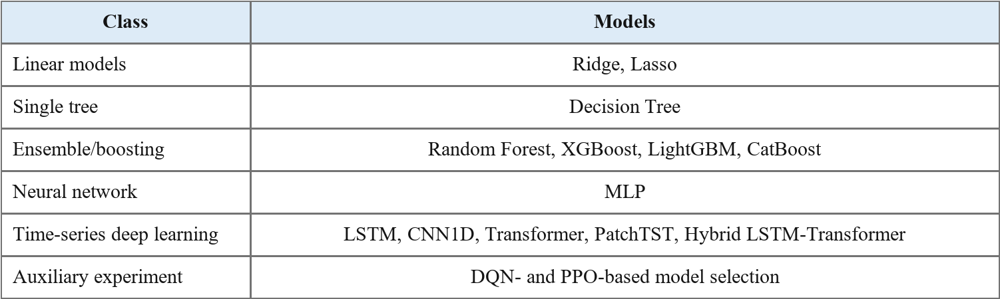 Class Models
Linear models Ridge, Lasso
Single tree Decision Tree
Ensemble/boosting Random Forest, XGBoost, LightGBM, CatBoost
Neural network MLP
Time-series deep learning LSTM, CNN1D, Transformer, PatchTST, Hybrid LSTM-Transformer
Auxiliary experiment DQN- and PPO-based model selection